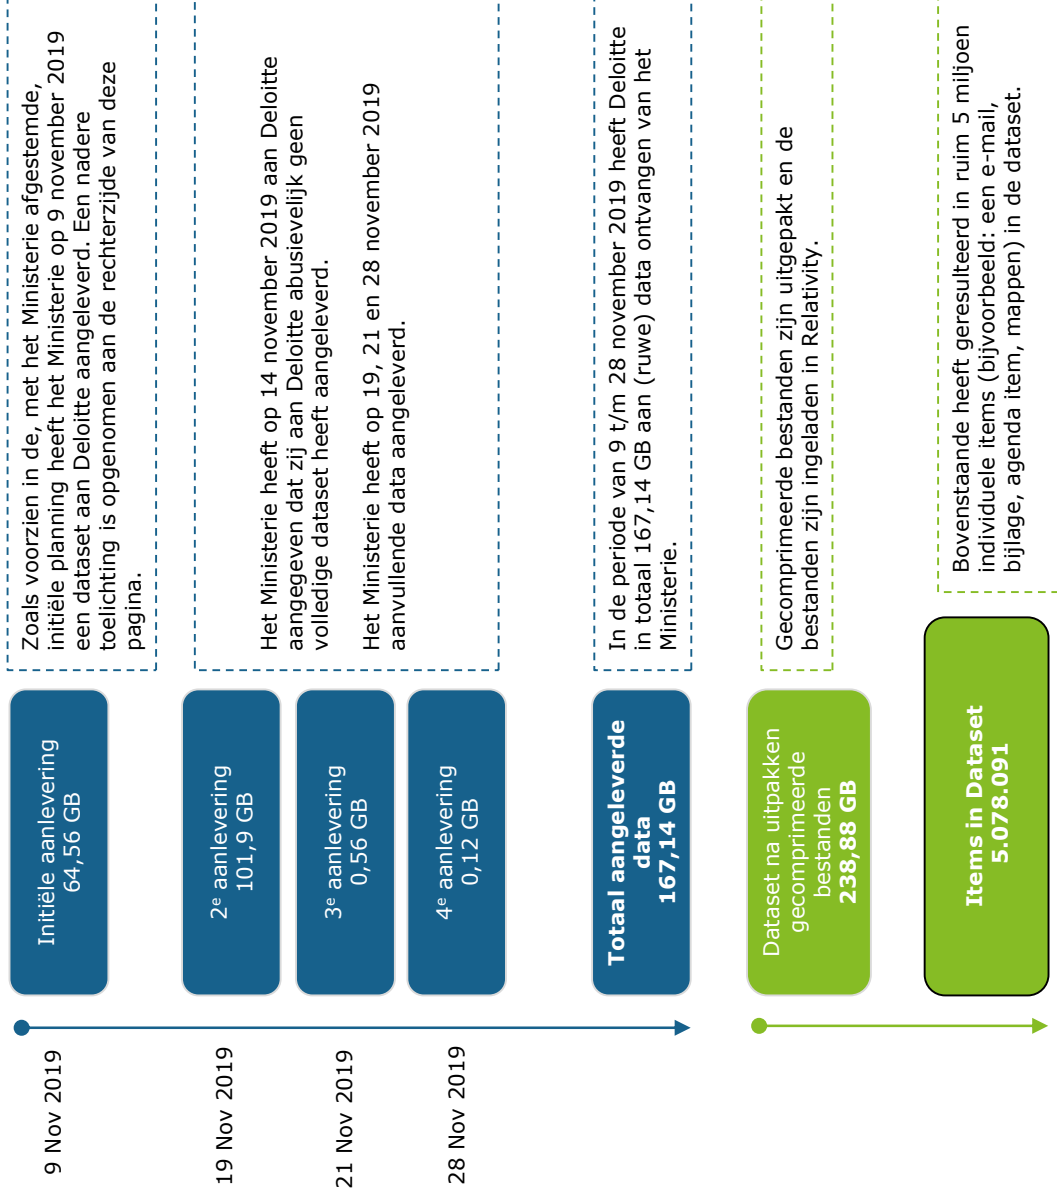 9 Nov 2019
Initiële aanlevering
64,56 GB
Zoals voorzien in de, met het Ministerie afgestemde,
initiële planning heeft het Ministerie op 9 november 2019
een dataset aan Deloitte aangeleverd. Een nadere
toelichting is opgenomen aan de rechterzijde van deze
pagina.
19 Nov 2019
2e aanlevering
101,9 GB
21 Nov 2019
3e aanlevering
0,56 GB
28 Nov 2019
4e aanlevering
0,12 GB
Het Ministerie heeft op 14 november 2019 aan Deloitte
aangegeven dat zij aan Deloitte abusievelijk geen
volledige dataset heeft aangeleverd.
Het Ministerie heeft op 19, 21 en 28 november 2019
aanvullende data aangeleverd.
Totaal aangeleverde
data
167,14 GB
In de periode van 9 t/m 28 november 2019 heeft Deloitte
in totaal 167,14 GB aan (ruwe) data ontvangen van het
Ministerie.
Dataset na uitpakken
gecomprimeerde
bestanden
238,88 GB
Gecomprimeerde bestanden zijn uitgepakt en de
bestanden zijn ingeladen in Relativity.
Items in Dataset
5.078.091
Bovenstaande heeft geresulteerd in ruim 5 miljoen
individuele items (bijvoorbeeld: een e-mail,
bijlage, agenda item, mappen) in de dataset.